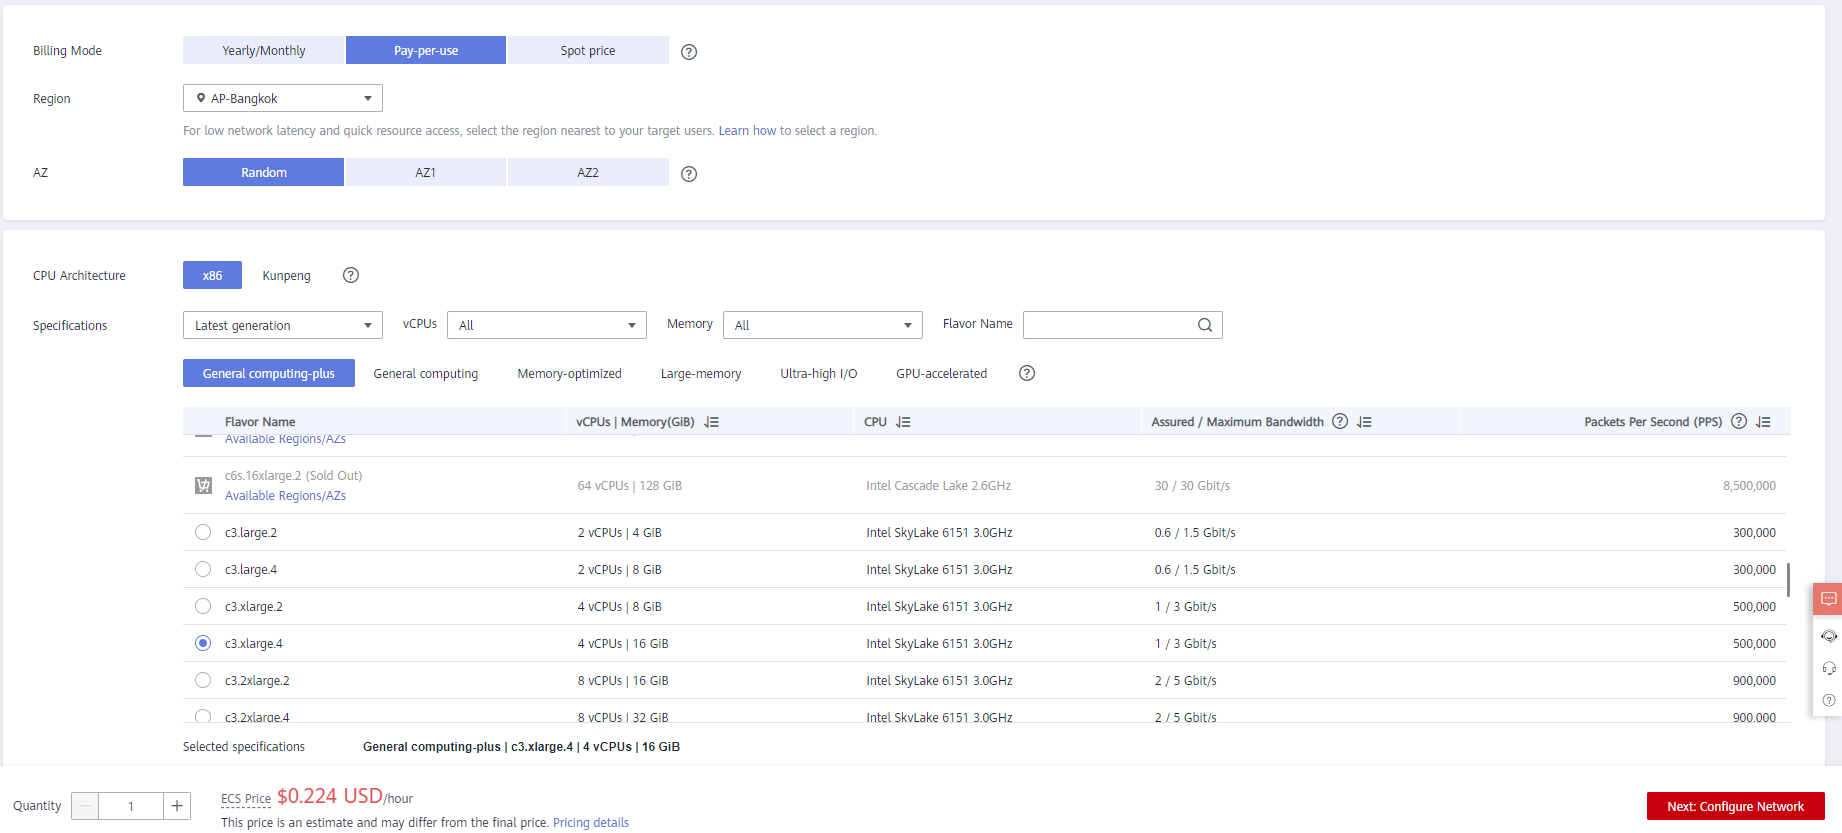 Billing Mode Yearly/Monthly Pay-per-use Spot price ?
Region AP-Bangkok
For low network latency and quick resource access, select the region nearest to your target users. Learn how to select a region.
AZ Random AZ1 AZ2 ?
CPU Architecture x86 Kunpeng ?
Specifications Latest generation vCPUs All Memory All Flavor Name
General computing-plus General computing Memory-optimized Large-memory Ultra-high I/O GPU-accelerated ?
Flavor Name vCPUs | Memory(GiB) CPU Assured / Maximum Bandwidth ? Packets Per Second (PPS) ?
Available Regions/AZs
c6s.16xlarge.2 (Sold Out) 64 vCPUs | 128 GiB Intel Cascade Lake 2.6GHz 30 / 30 Gbit/s 8,500,000
Available Regions/AZs
c3.large.2 2 vCPUs | 4 GiB Intel SkyLake 6151 3.0GHz 0.6 / 1.5 Gbit/s 300,000
c3.large.4 2 vCPUs | 8 GiB Intel SkyLake 6151 3.0GHz 0.6 / 1.5 Gbit/s 300,000
c3.xlarge.2 4 vCPUs | 8 GiB Intel SkyLake 6151 3.0GHz 1 / 3 Gbit/s 500,000
c3.xlarge.4 4 vCPUs | 16 GiB Intel SkyLake 6151 3.0GHz 1 / 3 Gbit/s 500,000
c3.2xlarge.2 8 vCPUs | 16 GiB Intel SkyLake 6151 3.0GHz 2 / 5 Gbit/s 900,000
c3.2xlarge.4 8 vCPUs | 32 GiB Intel SkyLake 6151 3.0GHz 2 / 5 Gbit/s 900,000
Selected specifications General computing-plus | c3.xlarge.4 | 4 vCPUs | 16 GiB
Quantity − 1 + ECS Price $0.224 USD/hour
This price is an estimate and may differ from the final price. Pricing details
Next: Configure Network